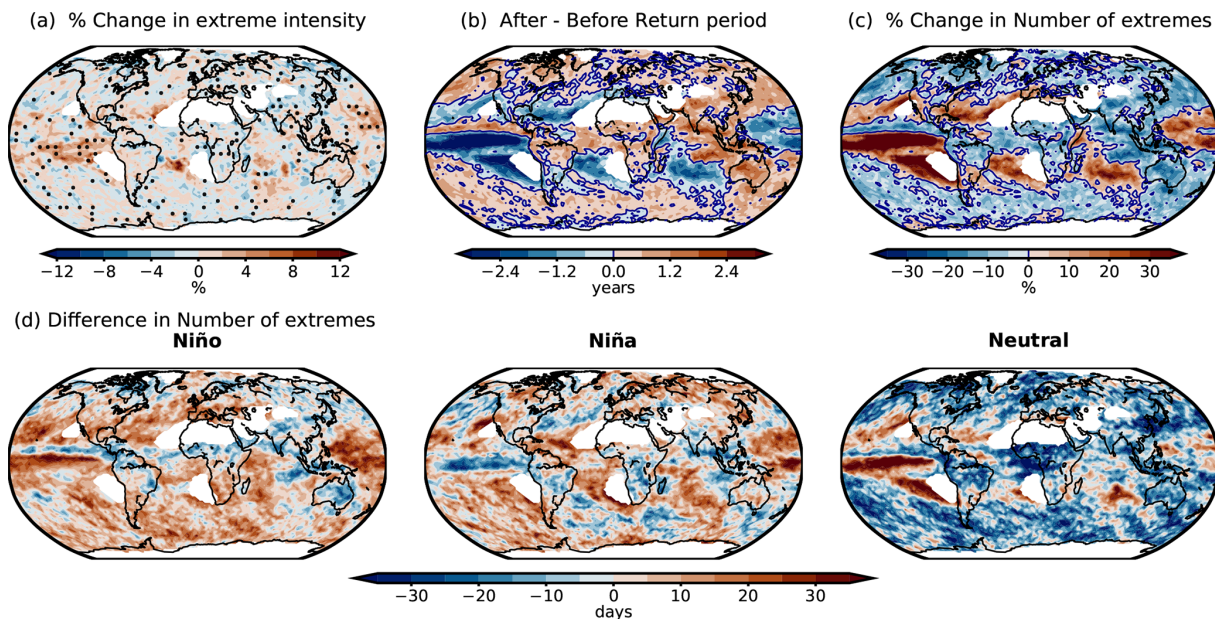 (a) % Change in extreme intensity
(b) After - Before Return period
(c) % Change in Number of extremes
−12 −8 −4 0 4 8 12
%
−2.4 −1.2 0.0 1.2 2.4
years
−30 −20 −10 0 10 20 30
%
(d) Difference in Number of extremes
Niño
Niña
Neutral
−30 −20 −10 0 10 20 30
days